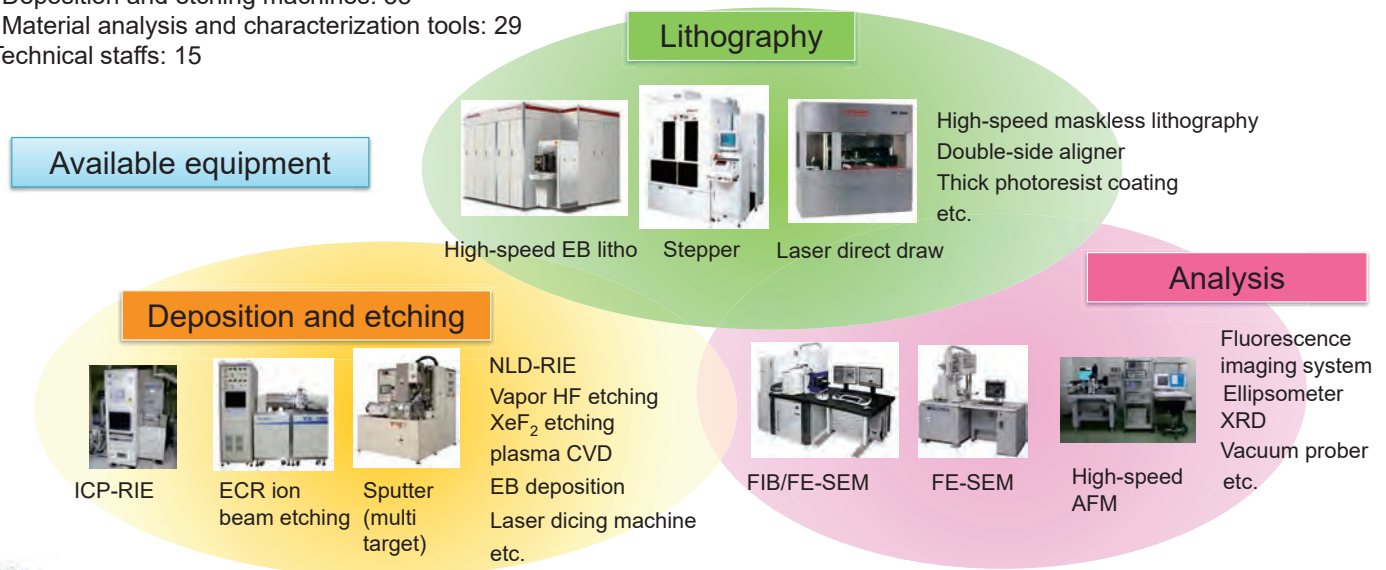 Material analysis and characterization tools: 29
Technical staffs: 15
Lithography
Available equipment
High-speed maskless lithography
Double-side aligner
Thick photoresist coating
etc.
High-speed EB litho
Stepper
Laser direct draw
Analysis
Deposition and etching
NLD-RIE
Vapor HF etching
XeF2 etching
plasma CVD
EB deposition
Laser dicing machine
etc.
ICP-RIE
ECR ion
beam etching
Sputter
(multi
target)
Fluorescence
imaging system
Ellipsometer
XRD
Vacuum prober
etc.
FIB/FE-SEM
FE-SEM
High-speed
AFM